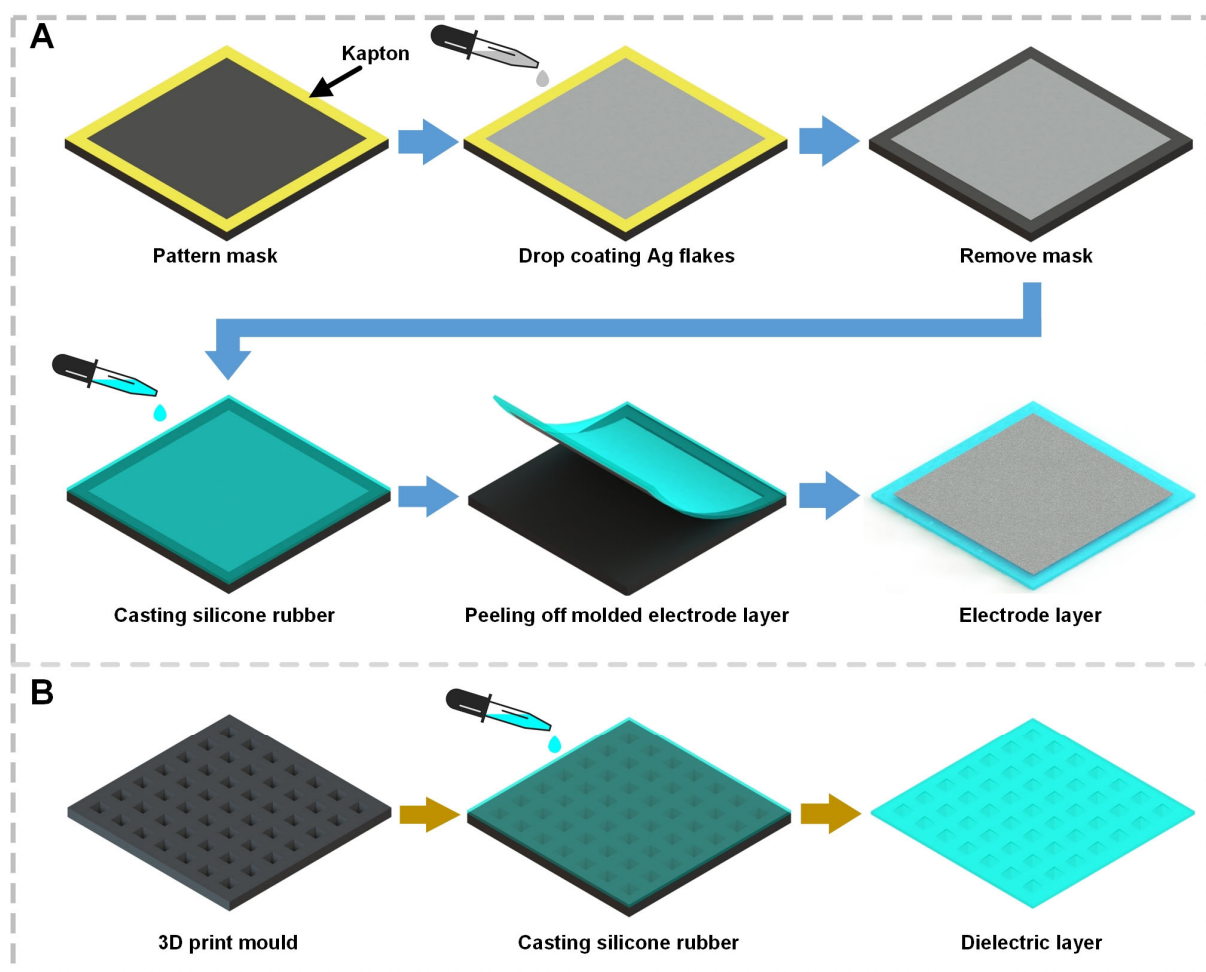 A
Kapton
Pattern mask
Drop coating Ag flakes
Remove mask
Casting silicone rubber
Peeling off molded electrode layer
Electrode layer
B
3D print mould
Casting silicone rubber
Dielectric layer